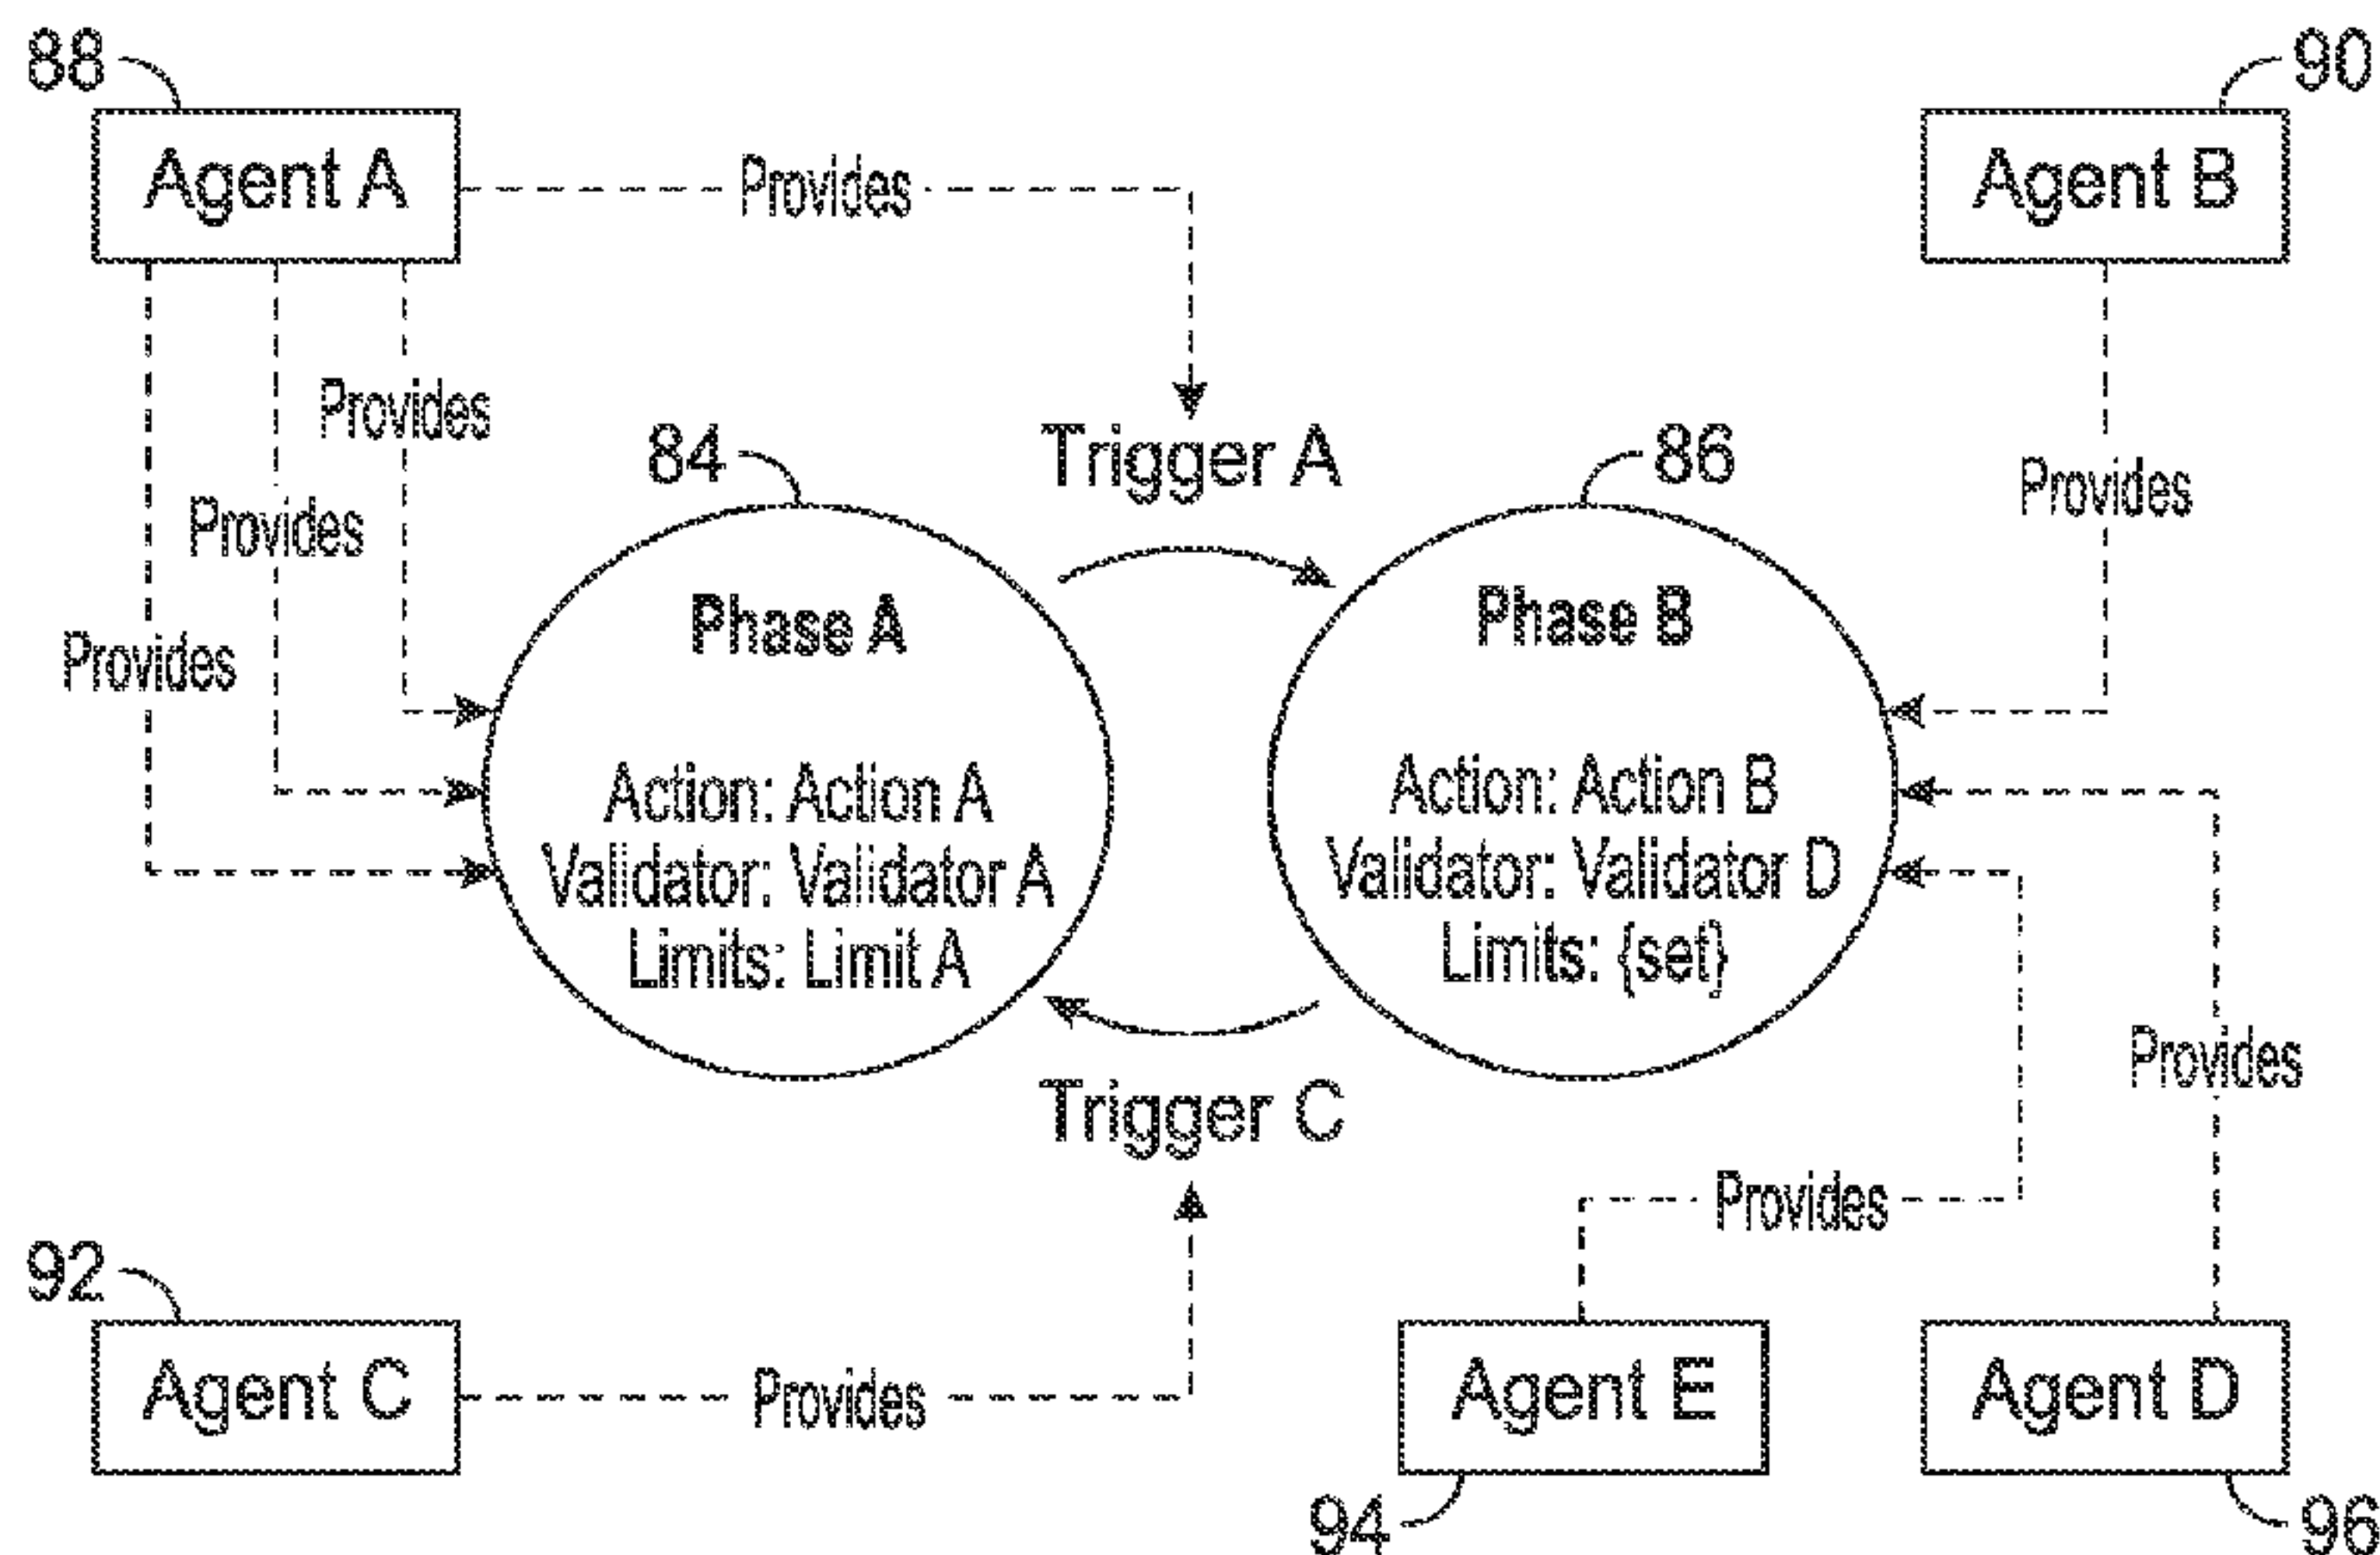 88
90
Agent A
Provides
Agent B
Provides
84
Trigger A
86
Provides
Provides
Phase A
Phase B
Provides
Action: Action A
Validator: Validator A
Limits: Limit A
Action: Action B
Validator: Validator D
Limits: {set}
Provides
Trigger C
Provides
92
Agent C
Provides
Agent E
Agent D
94
96